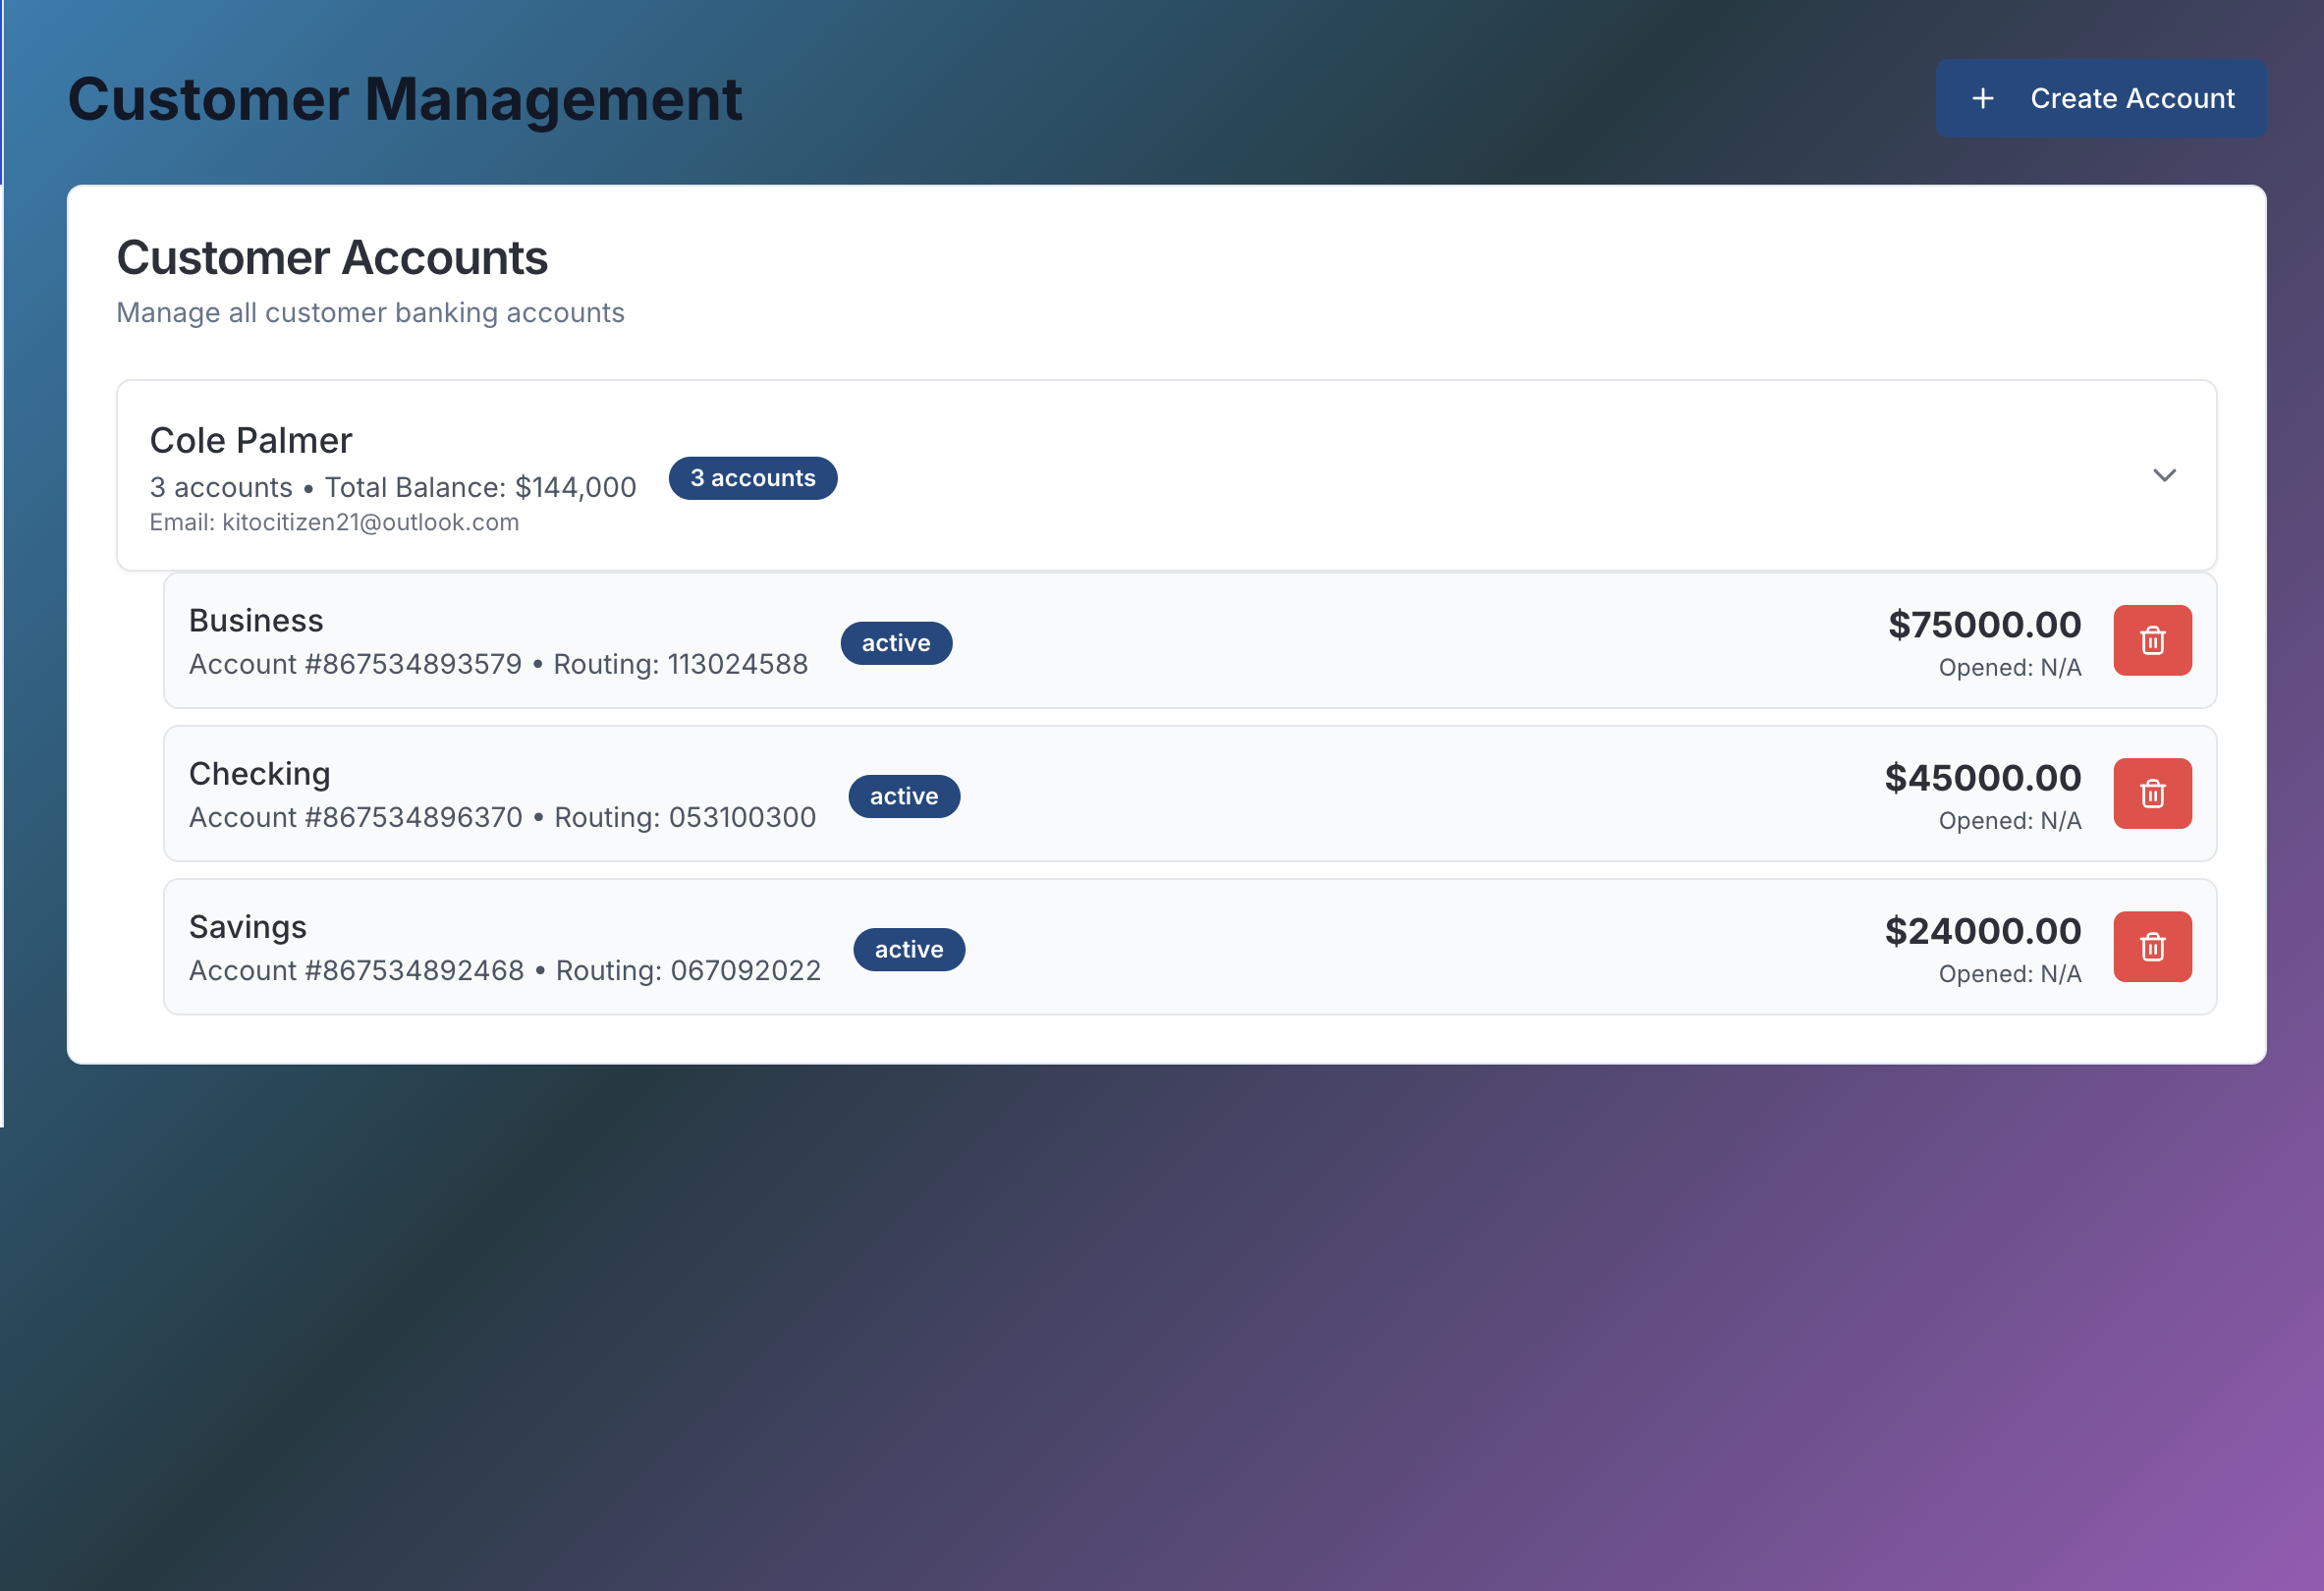 Customer Management
+ Create Account
Customer Accounts
Manage all customer banking accounts
Cole Palmer
3 accounts • Total Balance: $144,000
3 accounts
Email: kitocitizen21@outlook.com
Business
Account #867534893579 • Routing: 113024588
active
$75000.00
Opened: N/A
Checking
Account #867534896370 • Routing: 053100300
active
$45000.00
Opened: N/A
Savings
Account #867534892468 • Routing: 067092022
active
$24000.00
Opened: N/A